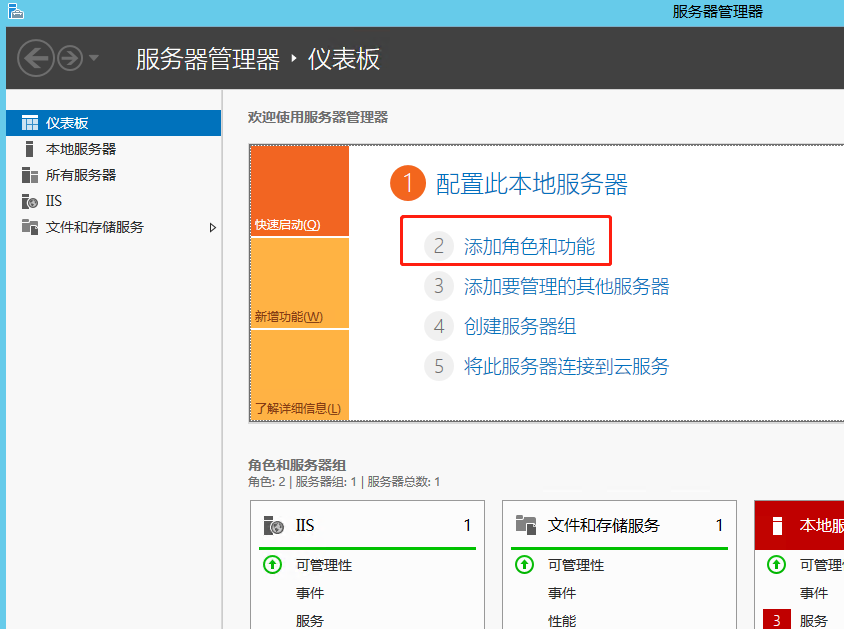 服务器管理器
服务器管理器 · 仪表板
仪表板
本地服务器
所有服务器
IIS
文件和存储服务
欢迎使用服务器管理器
快速启动(Q)
新增功能(W)
了解详细信息(L)
1 配置此本地服务器
2 添加角色和功能
3 添加要管理的其他服务器
4 创建服务器组
5 将此服务器连接到云服务
角色和服务器组
角色: 2 | 服务器组: 1 | 服务器总数: 1
IIS 1
可管理性
事件
服务
文件和存储服务 1
可管理性
事件
性能
本地服
可管理
事件
3 服务